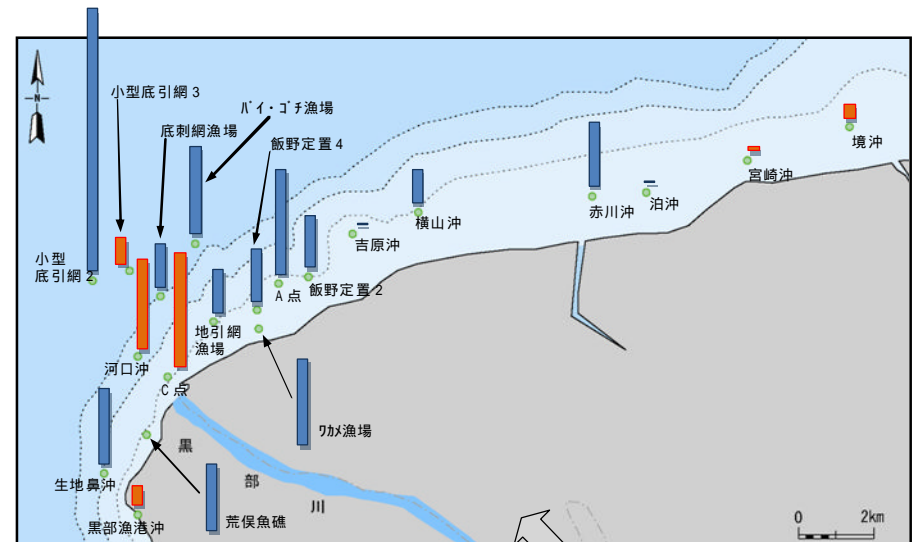 N
小型底引網3
底刺網漁場
バイ・ゴチ漁場
飯野定置4
境沖
宮崎沖
泊沖
赤川沖
横山沖
吉原沖
小型
底引網2
A点
飯野定置2
地引網
漁場
河口沖
C点
ワカメ漁場
黒
部
川
生地鼻沖
荒俣魚礁
黒部漁港沖
0 2km